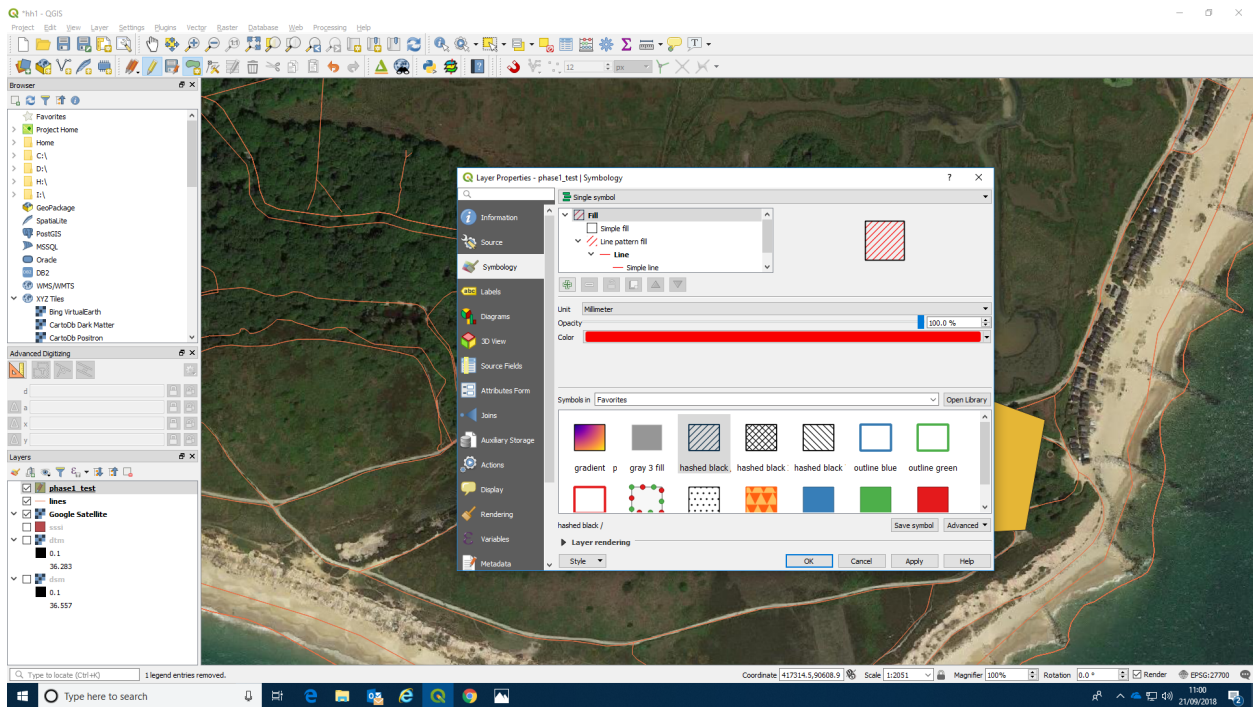 *hh1 - QGIS
Project Edit View Layer Settings Plugins Vector Raster Database Web Processing Help
12 px
Browser
Favorites
Project Home
Home
C:\
D:\
H:\
I:\
GeoPackage
SpatiaLite
PostGIS
MSSQL
Oracle
DB2
WMS/WMTS
XYZ Tiles
Bing VirtualEarth
CartoDb Dark Matter
CartoDb Positron
Advanced Digitizing
d
a
x
y
Layers
phase1_test
lines
Google Satellite
sssi
dtm
0.1
36.283
dsm
0.1
36.557
Layer Properties - phase1_test | Symbology
Information
Source
Symbology
abc Labels
Diagrams
3D View
Source Fields
Attributes Form
Joins
Auxiliary Storage
Actions
Display
Rendering
Variables
Metadata
Single symbol
Fill
Simple fill
Line pattern fill
Line
Simple line
Unit Millimeter
Opacity 100.0 %
Color
Symbols in Favorites Open Library
gradient p gray 3 fill hashed black hashed black hashed black outline blue outline green
hashed black / Save symbol Advanced
Layer rendering
Style OK Cancel Apply Help
Type to locate (Ctrl+K) 1 legend entries removed. Coordinate 417314.5,90608.9 Scale 1:2051 Magnifier 100% Rotation 0.0 ° Render EPSG:27700
Type here to search
11:00
21/09/2018
2